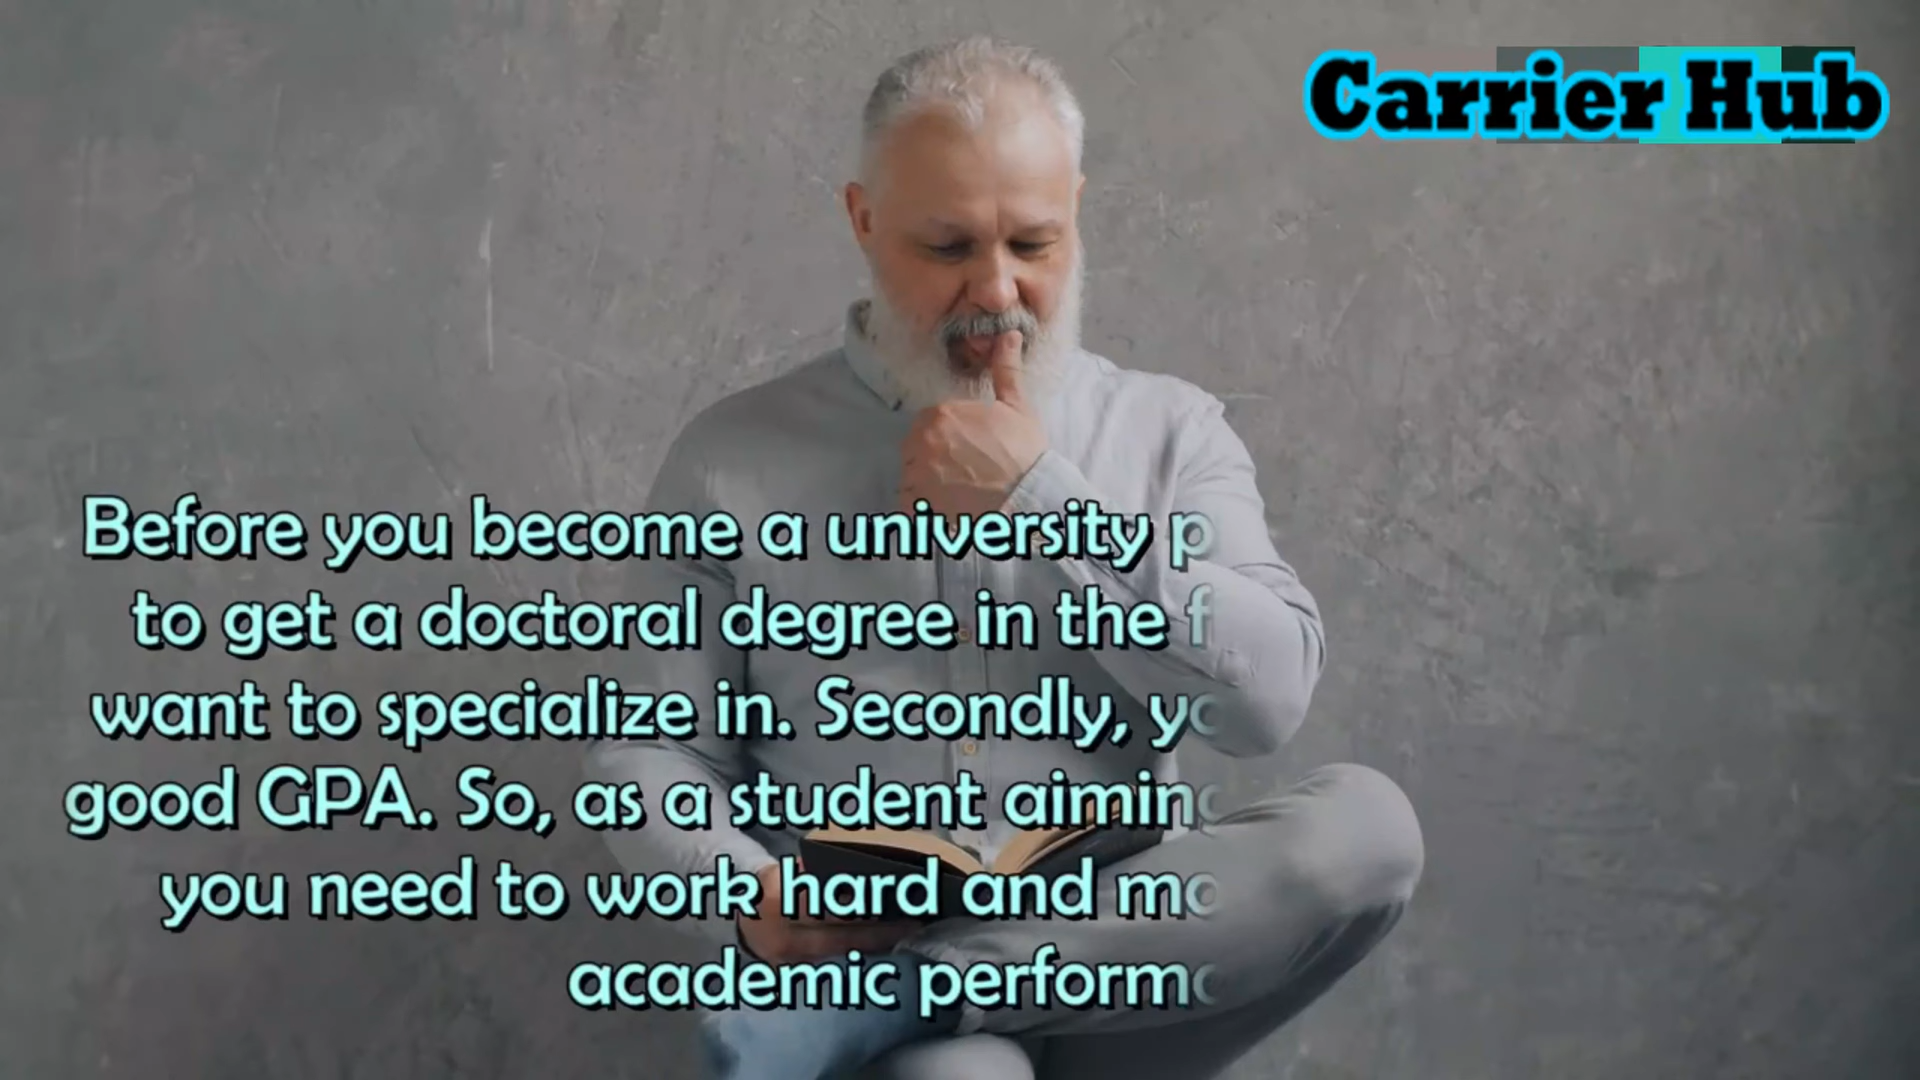 Carrier Hub
Before you become a university
to get a doctoral degree in the
want to specialize in. Secondly,
good GPA. So, as a student
you need to work hard and
academic